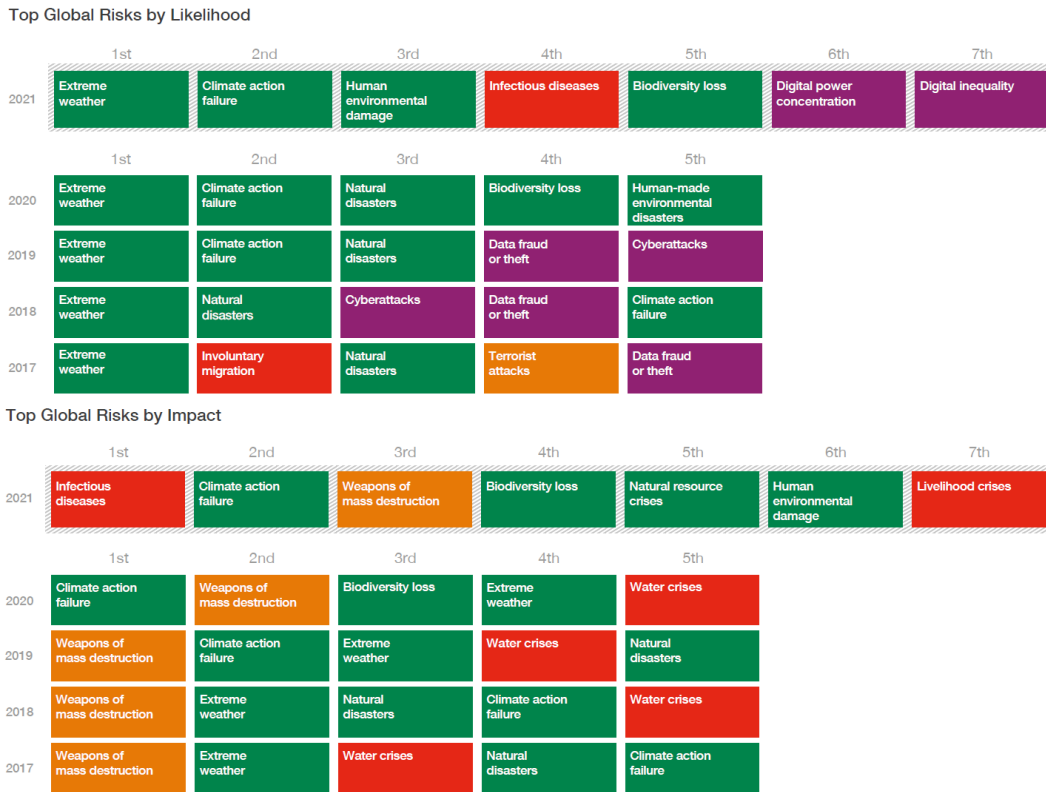 Top Global Risks by Likelihood
1st 2nd 3rd 4th 5th 6th 7th
2021
Extreme
weather
Climate action
failure
Human
environmental
damage
Infectious diseases
Biodiversity loss
Digital power
concentration
Digital inequality
1st 2nd 3rd 4th 5th
2020
Extreme
weather
Climate action
failure
Natural
disasters
Biodiversity loss
Human-made
environmental
disasters
2019
Extreme
weather
Climate action
failure
Natural
disasters
Data fraud
or theft
Cyberattacks
2018
Extreme
weather
Natural
disasters
Cyberattacks
Data fraud
or theft
Climate action
failure
2017
Extreme
weather
Involuntary
migration
Natural
disasters
Terrorist
attacks
Data fraud
or theft
Top Global Risks by Impact
1st 2nd 3rd 4th 5th 6th 7th
2021
Infectious
diseases
Climate action
failure
Weapons of
mass destruction
Biodiversity loss
Natural resource
crises
Human
environmental
damage
Livelihood crises
1st 2nd 3rd 4th 5th
2020
Climate action
failure
Weapons of
mass destruction
Biodiversity loss
Extreme
weather
Water crises
2019
Weapons of
mass destruction
Climate action
failure
Extreme
weather
Water crises
Natural
disasters
2018
Weapons of
mass destruction
Extreme
weather
Natural
disasters
Climate action
failure
Water crises
2017
Weapons of
mass destruction
Extreme
weather
Water crises
Natural
disasters
Climate action
failure